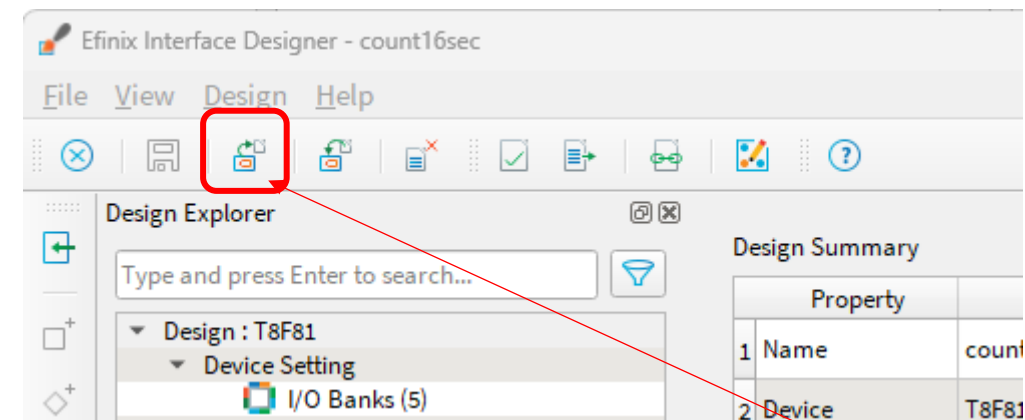 Efinix Interface Designer - count16sec
File View Design Help
?
Design Explorer
Type and press Enter to search...
Design : T8F81
Device Setting
I/O Banks (5)
Design Summary
Property
1 Name count
2 Device T8F81